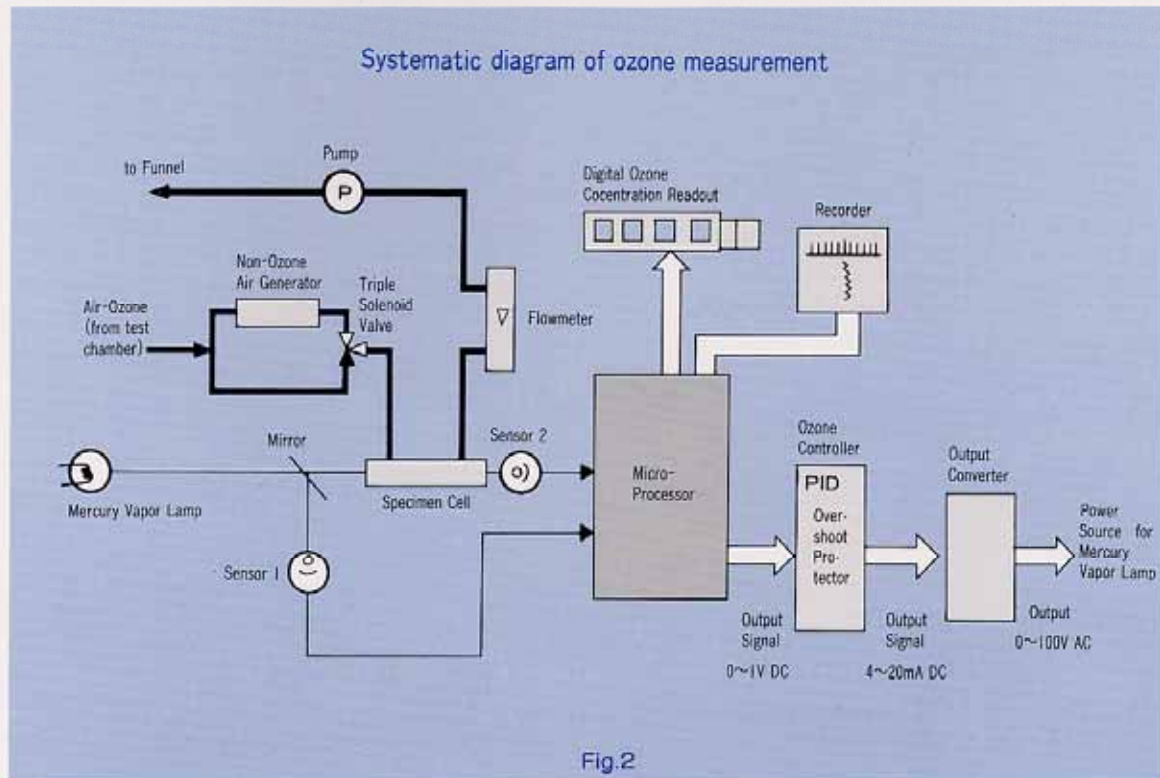 Systematic diagram of ozone measurement
to Funnel
Pump
P
Digital Ozone
Cocentration Readout
Recorder
Non-Ozone
Air Generator
Triple
Solenoid
Valve
Air-Ozone
(from test
chamber)
Flowmeter
Mirror
Sensor 2
Mercury Vapor Lamp
Specimen Cell
Sensor 1
Micro-
Processor
Ozone
Controller
PID
Over-
shoot
Pro-
tector
Output
Converter
Power
Source for
Mercury
Vapor Lamp
Output
Signal
0~1V DC
Output
Signal
4~20mA DC
Output
0~100V AC
Fig.2